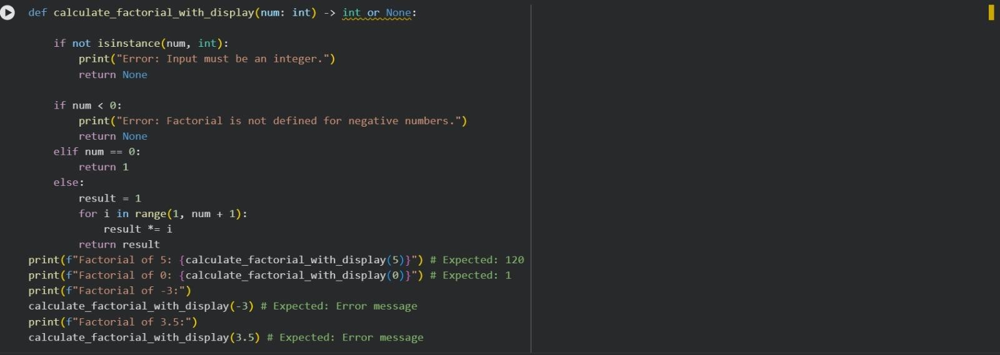 def calculate_factorial_with_display(num: int) -> int or None:
    if not isinstance(num, int):
        print("Error: Input must be an integer.")
        return None
    if num < 0:
        print("Error: Factorial is not defined for negative numbers.")
        return None
    elif num == 0:
        return 1
    else:
        result = 1
        for i in range(1, num + 1):
            result *= i
        return result
print(f"Factorial of 5: {calculate_factorial_with_display(5)}") # Expected: 120
print(f"Factorial of 0: {calculate_factorial_with_display(0)}") # Expected: 1
print(f"Factorial of -3:")
calculate_factorial_with_display(-3) # Expected: Error message
print(f"Factorial of 3.5:")
calculate_factorial_with_display(3.5) # Expected: Error message